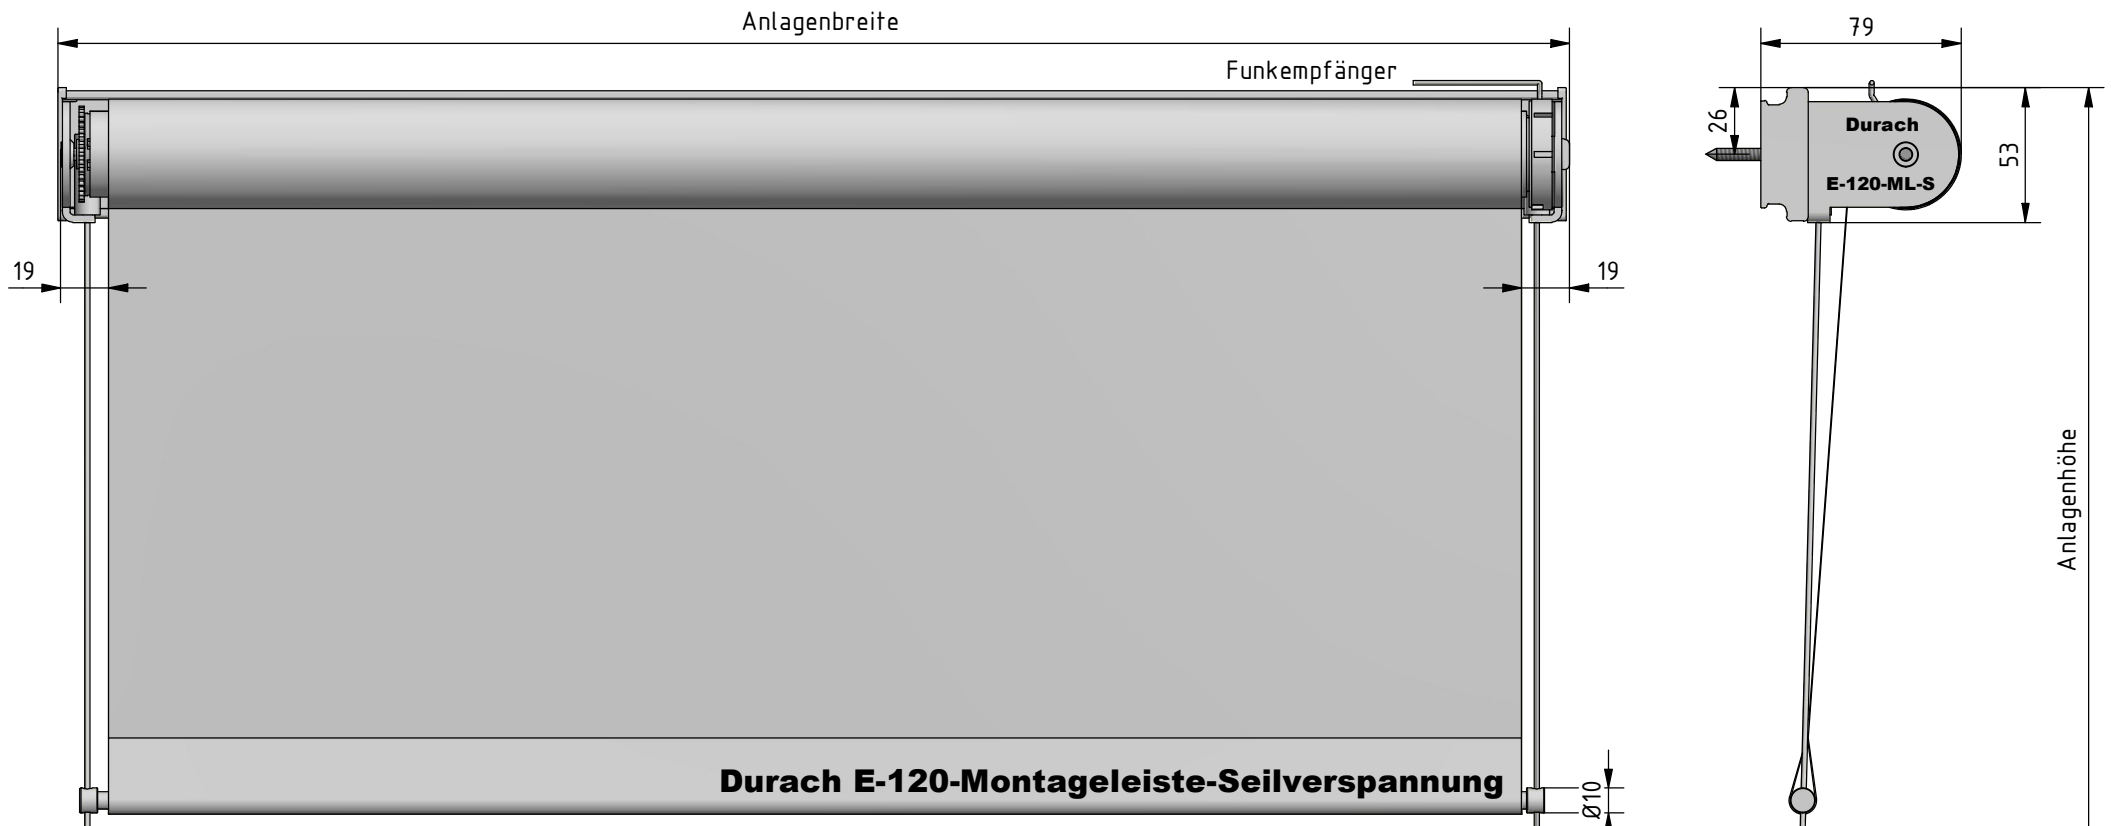 Anlagenbreite
79
Funkempfänger
26
Durach
53
E-120-ML-S
19
19
Anlagenhöhe
Durach E-120-Montageleiste-Seilverspannung
Ø10